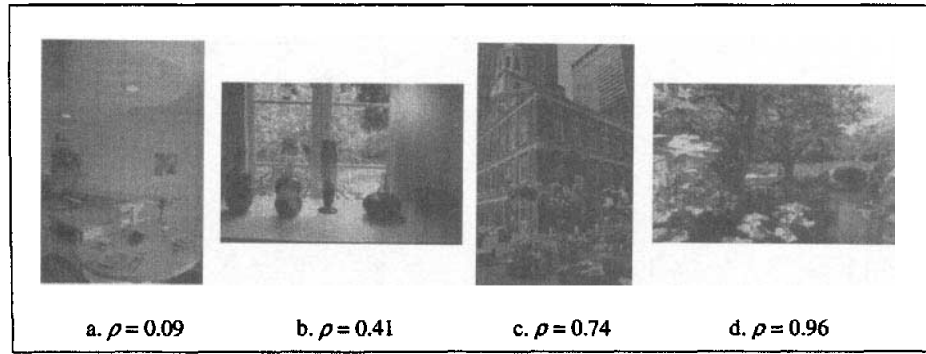 a. ρ = 0.09 b. ρ = 0.41 c. ρ = 0.74 d. ρ = 0.96